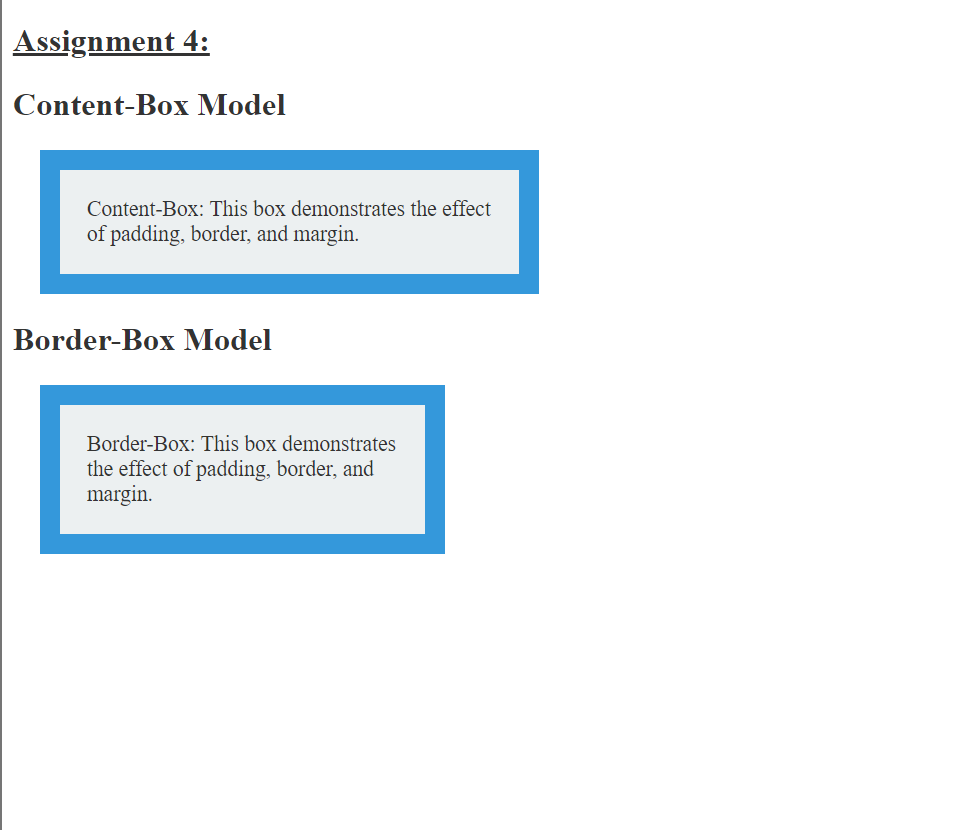 Assignment 4:
Content-Box Model
Content-Box: This box demonstrates the effect
of padding, border, and margin.
Border-Box Model
Border-Box: This box demonstrates
the effect of padding, border, and
margin.